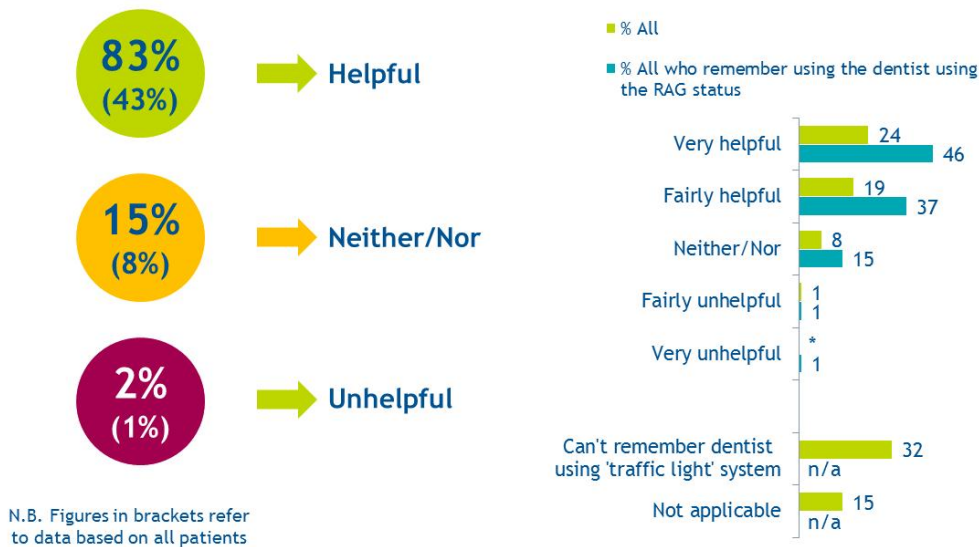 83%
(43%)
Helpful
15%
(8%)
Neither/Nor
2%
(1%)
Unhelpful
N.B. Figures in brackets refer
to data based on all patients
% All
% All who remember using the dentist using
the RAG status
Very helpful
24
46
Fairly helpful
19
37
Neither/Nor
8
15
Fairly unhelpful
1
1
Very unhelpful
*
1
Can't remember dentist
using 'traffic light' system
32
n/a
Not applicable
15
n/a